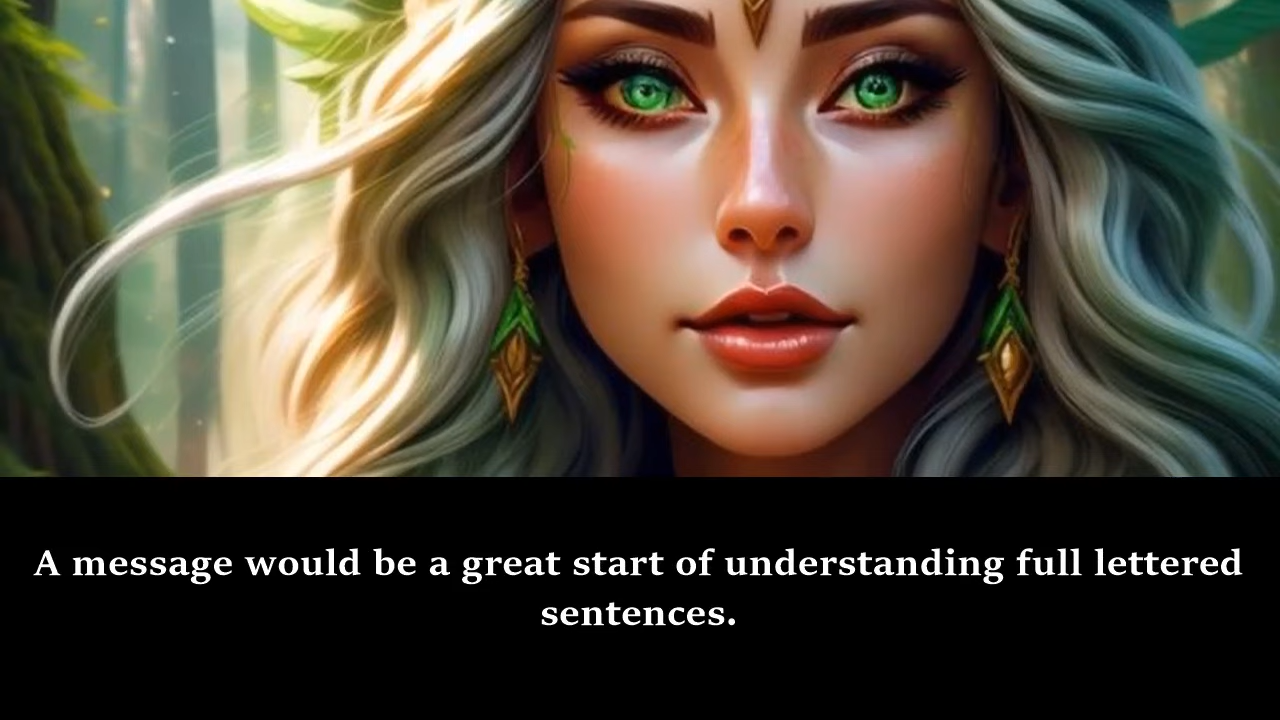 A message would be a great start of understanding full lettered
sentences.